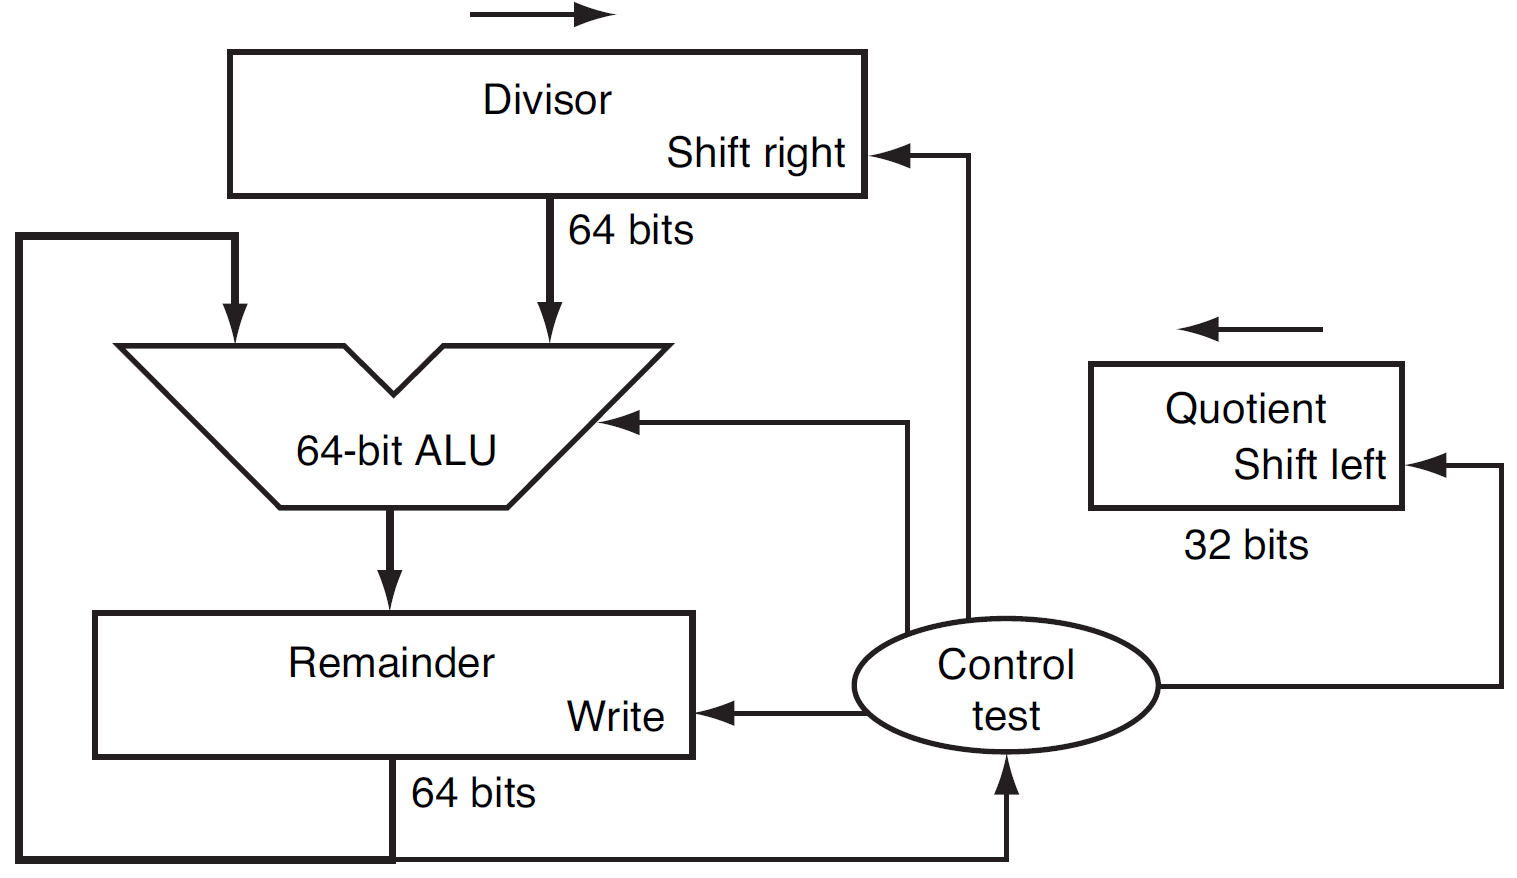 Divisor
Shift right
64 bits
64-bit ALU
Quotient
Shift left
32 bits
Remainder
Write
64 bits
Control
test